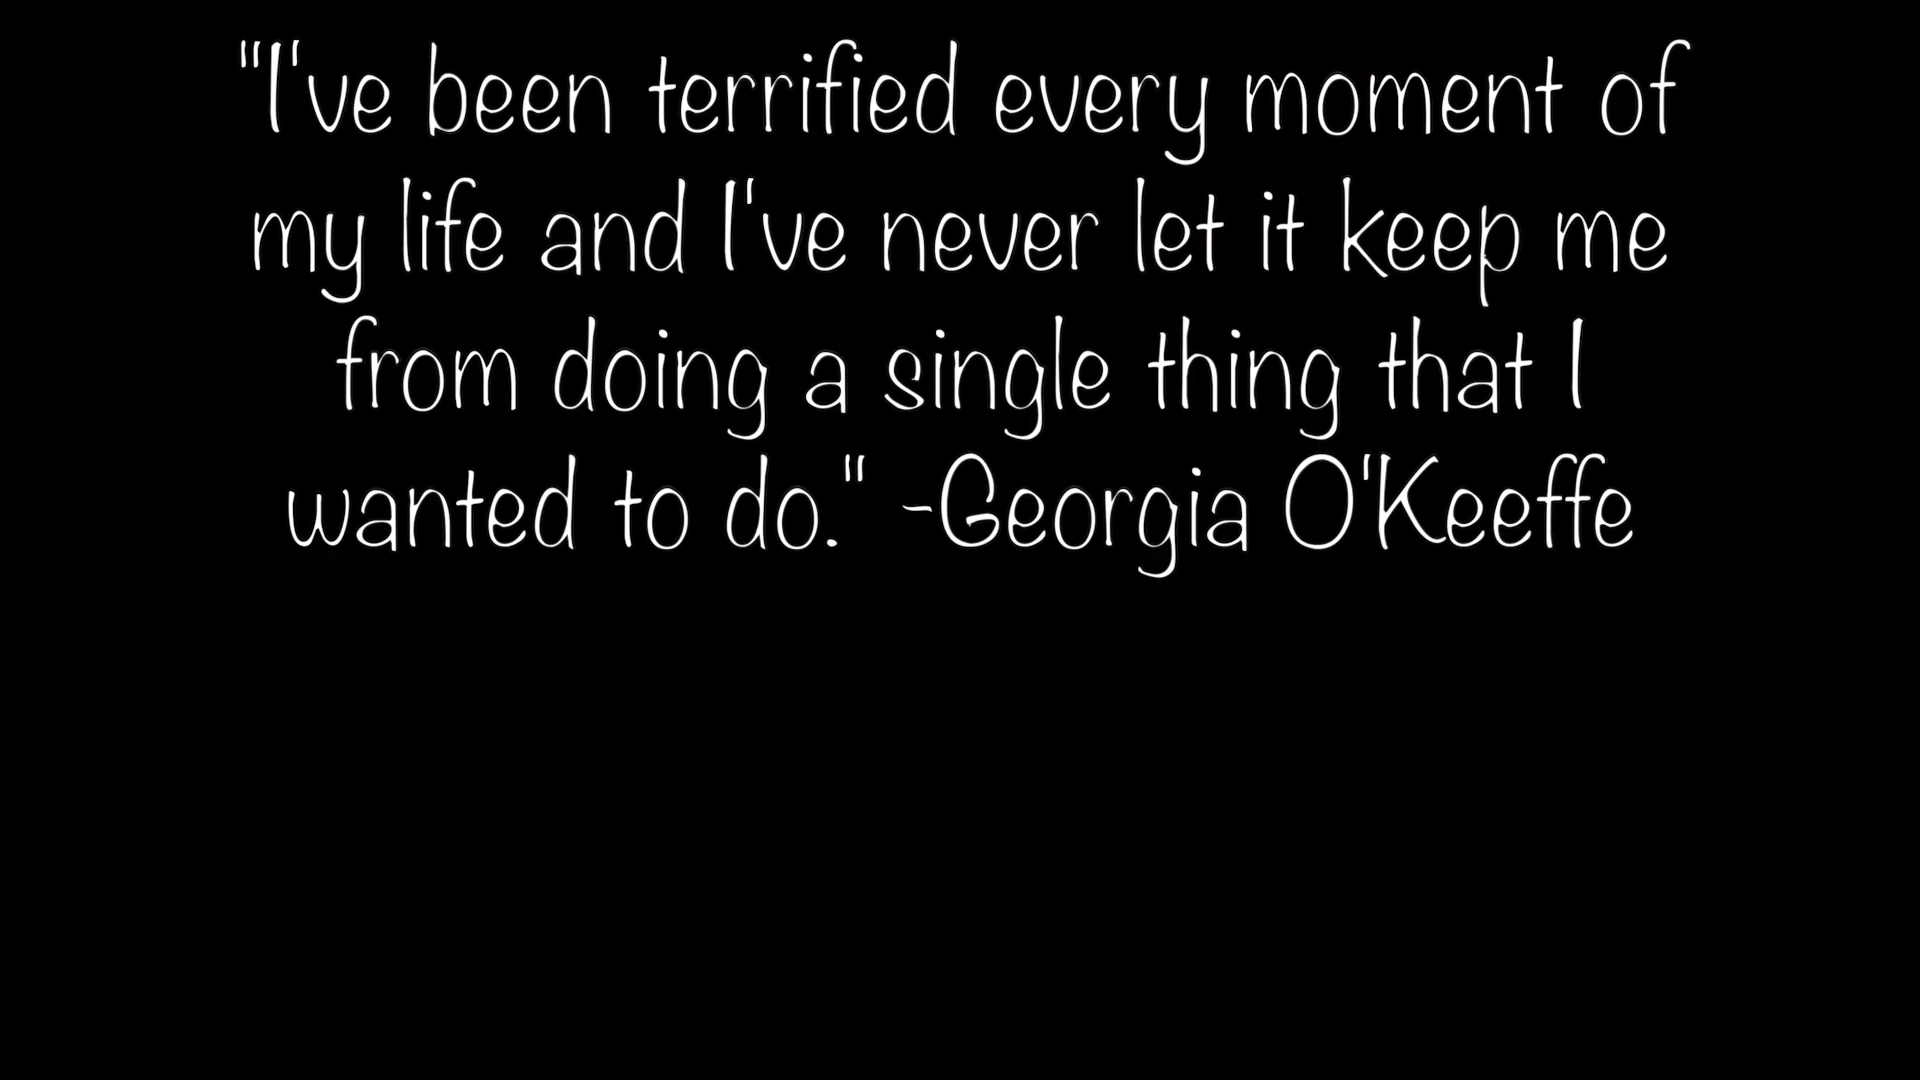 "I've been terrified every moment of
my life and I've never let it keep me
from doing a single thing that I
wanted to do." -Georgia O'Keeffe